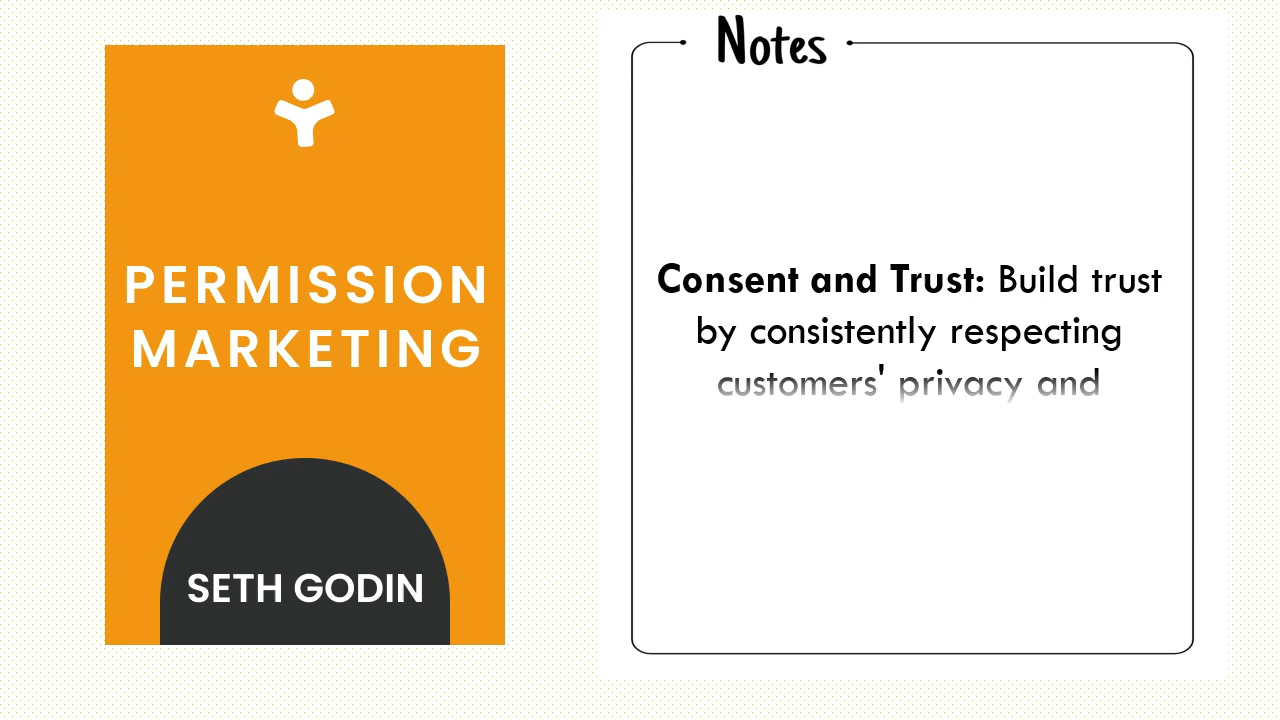 PERMISSION
MARKETING
SETH GODIN
Notes
Consent and Trust: Build trust
by consistently respecting
customers' privacy and